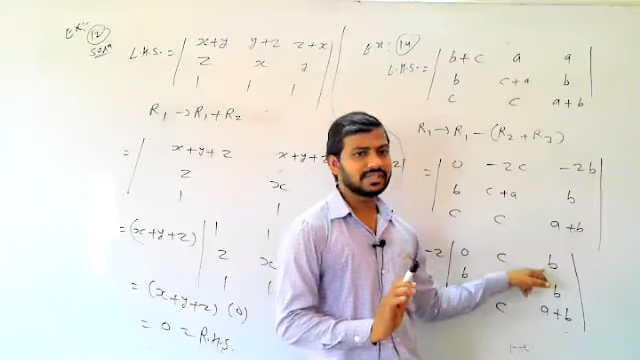 Ex: 12
Soln
L.H.S. = | x+y y+z z+x |
z x y
1 1 1
R₁ → R₁ + R₂
= | x+y+z x+y+z
z x
1 1
= (x+y+z) | 1 1
z x
1 1
= (x+y+z) (0)
= 0 = R.H.S.
Ex: 14
L.H.S. = | b+c a a |
b c+a b
c c a+b
R₁ → R₁ - (R₂ + R₃)
= | 0 -2c -2b |
b c+a b
c c a+b
-2 | 0 c b |
b b
c a+b